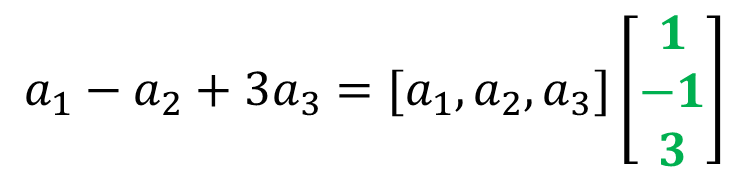 a₁ − a₂ + 3a₃ = [a₁, a₂, a₃] [1
−1
3]